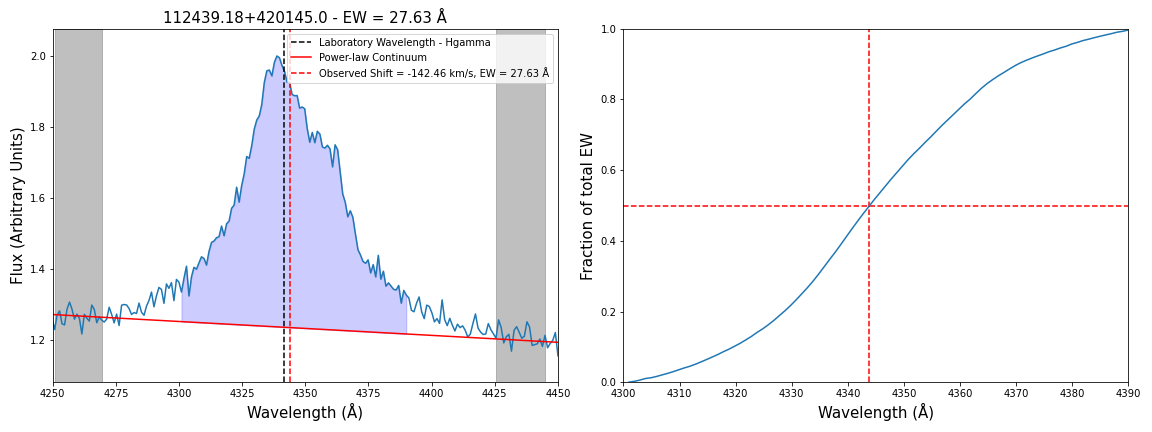 112439.18+420145.0 - EW = 27.63 Å
Laboratory Wavelength - Hgamma
Power-law Continuum
Observed Shift = -142.46 km/s, EW = 27.63 Å
Flux (Arbitrary Units)
2.0
1.8
1.6
1.4
1.2
4250 4275 4300 4325 4350 4375 4400 4425 4450
Wavelength (Å)
Fraction of total EW
1.0
0.8
0.6
0.4
0.2
0.0
4300 4310 4320 4330 4340 4350 4360 4370 4380 4390
Wavelength (Å)